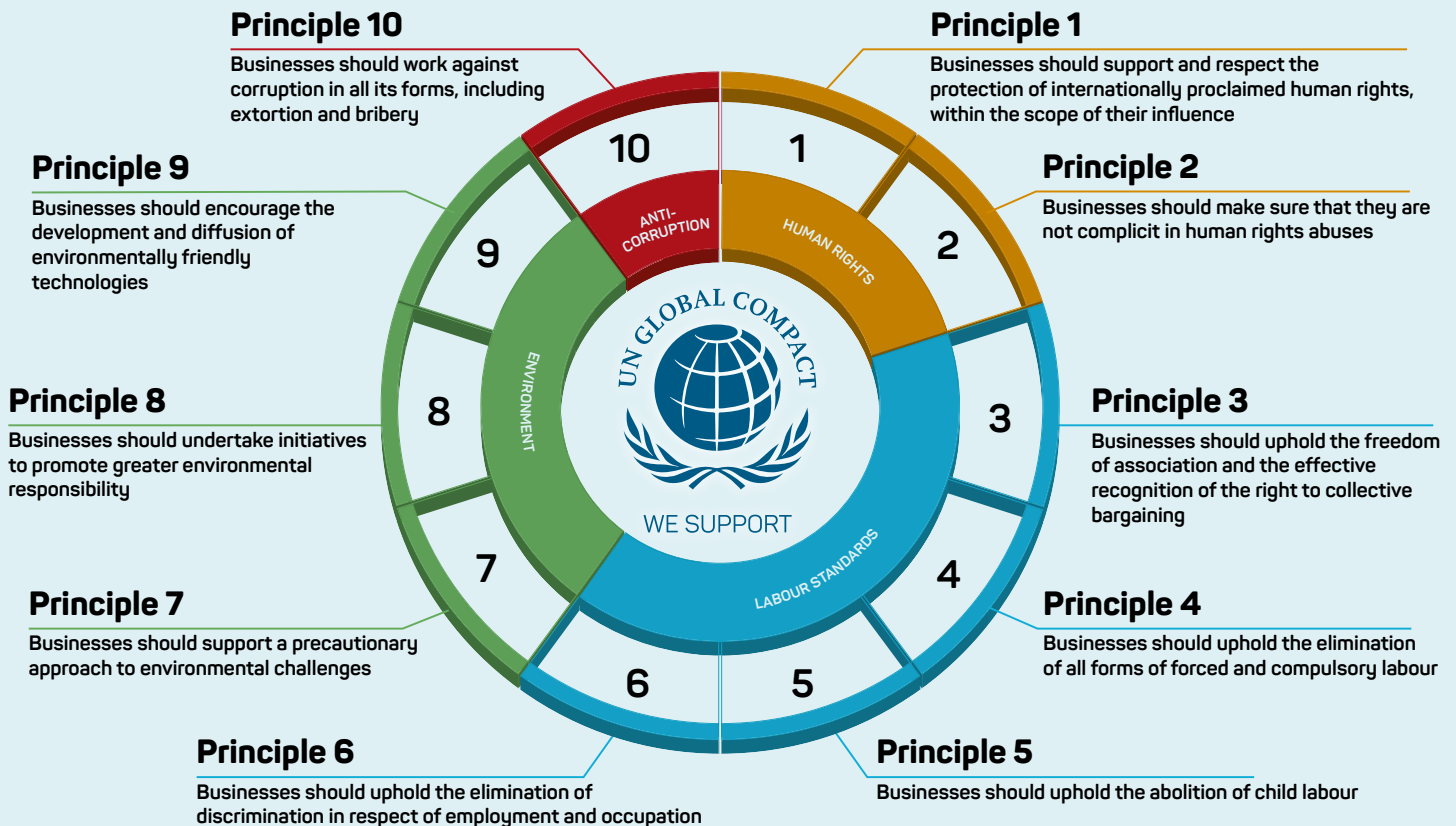 Principle 10
Businesses should work against
corruption in all its forms, including
extortion and bribery
Principle 1
Businesses should support and respect the
protection of internationally proclaimed human rights,
within the scope of their influence
Principle 9
Businesses should encourage the
development and diffusion of
environmentally friendly
technologies
Principle 2
Businesses should make sure that they are
not complicit in human rights abuses
Principle 8
Businesses should undertake initiatives
to promote greater environmental
responsibility
Principle 3
Businesses should uphold the freedom
of association and the effective
recognition of the right to collective
bargaining
Principle 7
Businesses should support a precautionary
approach to environmental challenges
Principle 4
Businesses should uphold the elimination
of all forms of forced and compulsory labour
Principle 6
Businesses should uphold the elimination of
discrimination in respect of employment and occupation
Principle 5
Businesses should uphold the abolition of child labour
10
1
9
2
8
3
7
4
6
5
ANTI-
CORRUPTION
HUMAN RIGHTS
ENVIRONMENT
LABOUR STANDARDS
UN GLOBAL COMPACT
WE SUPPORT